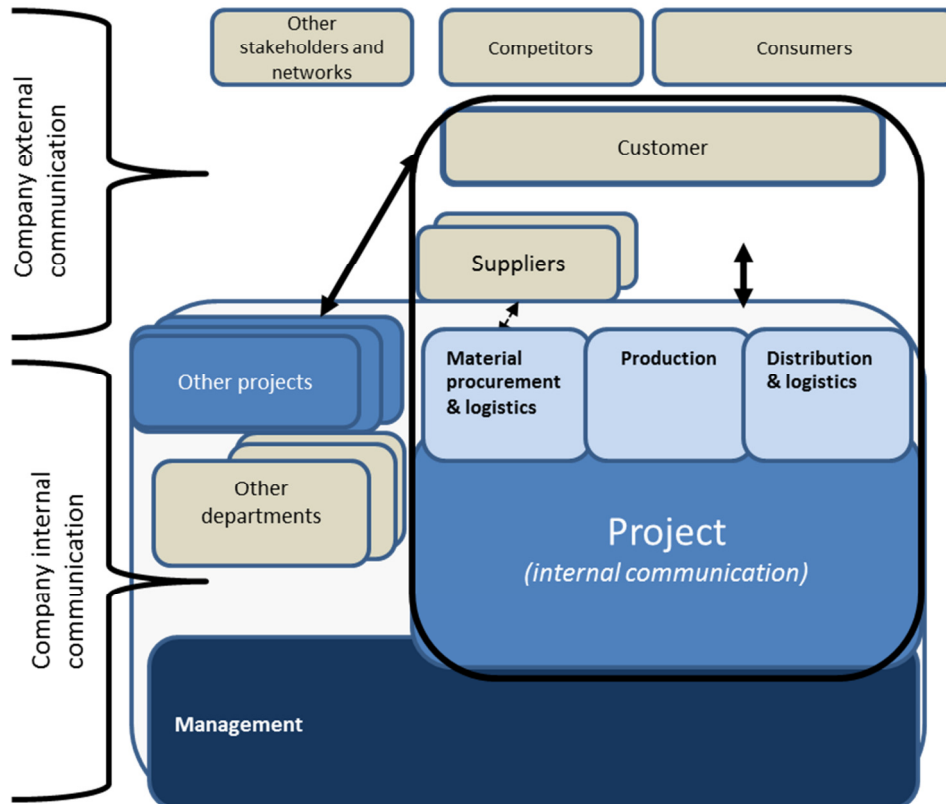 Other
stakeholders and
networks
Competitors
Consumers
Company external
communication
Customer
Suppliers
Other projects
Material
procurement
& logistics
Production
Distribution
& logistics
Other
departments
Project
(internal communication)
Company internal
communication
Management